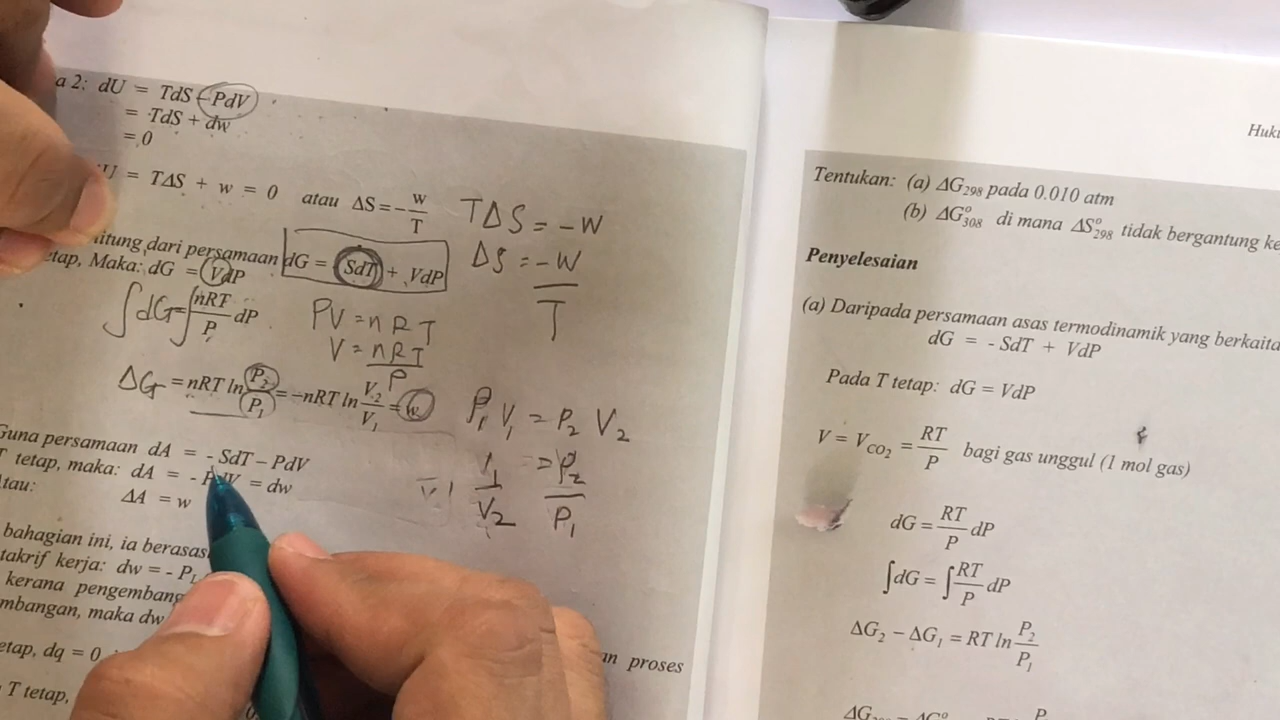 a 2: dU = TdS - PdV
= TdS + dw
= 0
U = TΔS + w = 0 atau ΔS = - w/T
TΔS = -W
ΔS = -W/T
itung dari persamaan dG = SdT + VdP
etap, Maka: dG = VdP
∫dG = ∫ nRT/P dP
PV = nRT
V = nRT/P
ΔG = nRT ln P₂/P₁ = -nRT ln V₂/V₁ = w
P₁ V₁ = P₂ V₂
V₁/V₂ = P₂/P₁
Guna persamaan dA = - SdT - PdV
T tetap, maka: dA = - PdV = dw
Atau:
ΔA = w
bahagian ini, ia berasas
takrif kerja: dw = - P
kerana pengembang
mbangan, maka dw
etap, dq = 0
an proses
T tetap,
Huku
Tentukan: (a) ΔG₂₉₈ pada 0.010 atm
(b) ΔG°₃₀₈ di mana ΔS°₂₉₈ tidak bergantung ke
Penyelesaian
(a) Daripada persamaan asas termodinamik yang berkaita
dG = - SdT + VdP
Pada T tetap: dG = VdP
V = V_CO₂ = RT/P bagi gas unggul (1 mol gas)
dG = RT/P dP
∫dG = ∫ RT/P dP
ΔG₂ - ΔG₁ = RT ln P₂/P₁